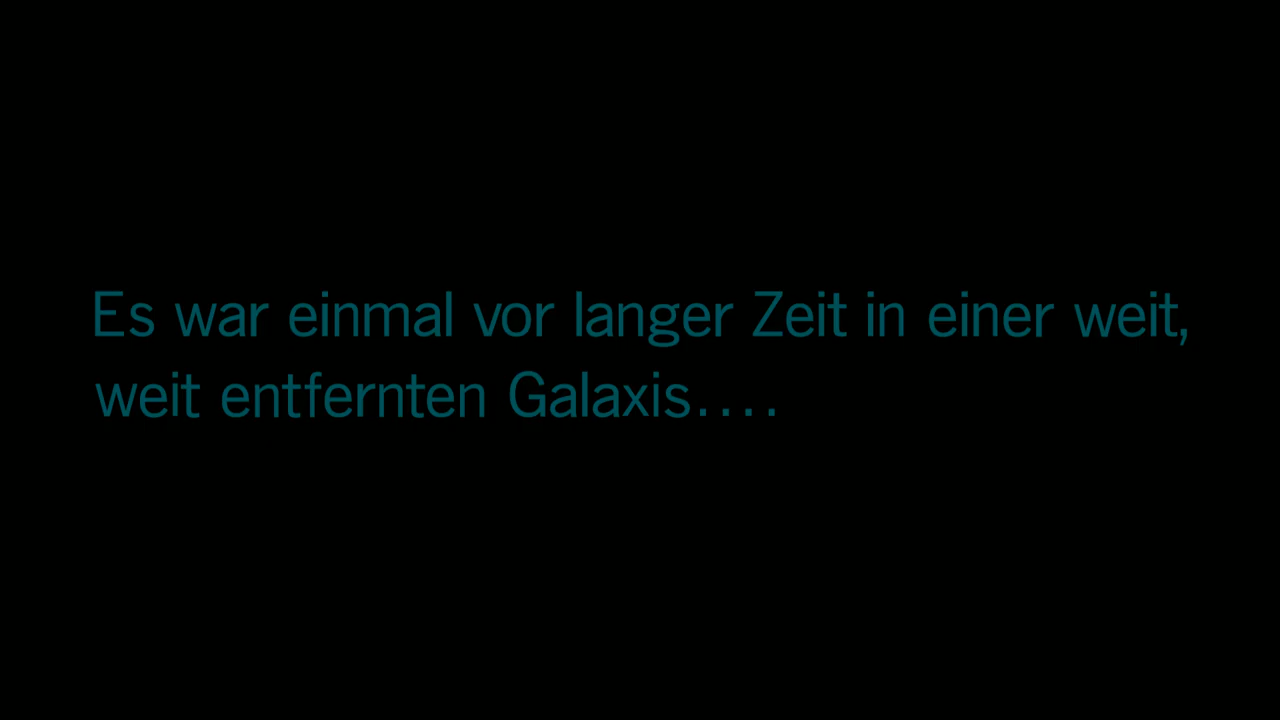 Es war einmal vor langer Zeit in einer weit,
weit entfernten Galaxis....